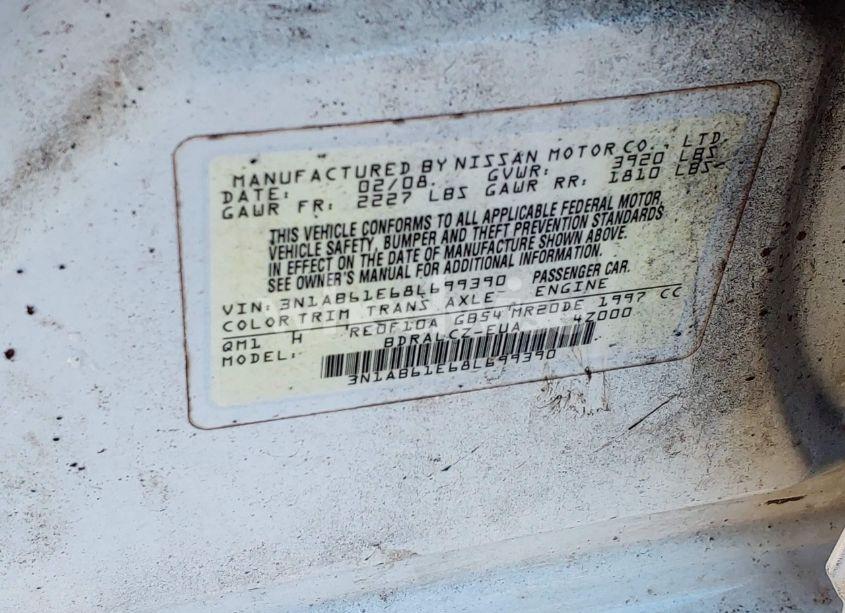 MANUFACTURED BY NISSAN MOTOR CO., LTD.
DATE: 02/08. GVWR: 3920 LBS
GAWR FR: 2227 LBS GAWR RR: 1810 LBS
THIS VEHICLE CONFORMS TO ALL APPLICABLE FEDERAL MOTOR
VEHICLE SAFETY, BUMPER AND THEFT PREVENTION STANDARDS
IN EFFECT ON THE DATE OF MANUFACTURE SHOWN ABOVE.
SEE OWNER'S MANUAL FOR ADDITIONAL INFORMATION.
VIN: 3N1AB61E68L699390 PASSENGER CAR.
COLOR TRIM TRANS AXLE ENGINE
QM1 H RE0F10A GB54 MR20DE 1997 CC
MODEL: BDRALCZ-EUA 42000
3N1AB61E68L699390